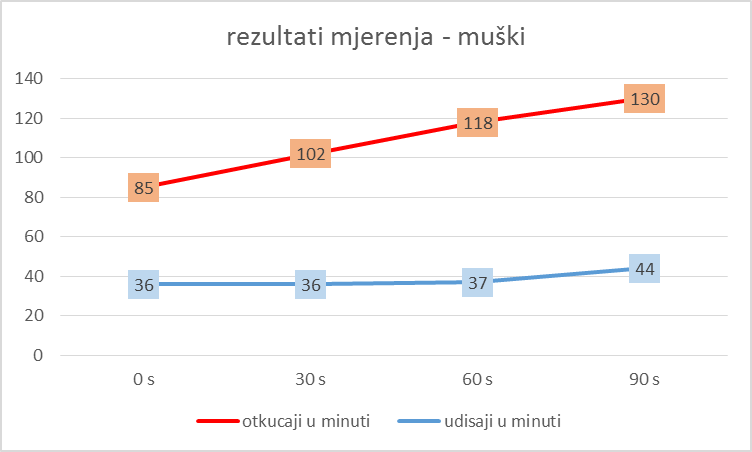 rezultati mjerenja - muški
140
120
100
80
60
40
20
0
85
102
118
130
36
36
37
44
0 s
30 s
60 s
90 s
otkucaji u minuti
udisaji u minuti